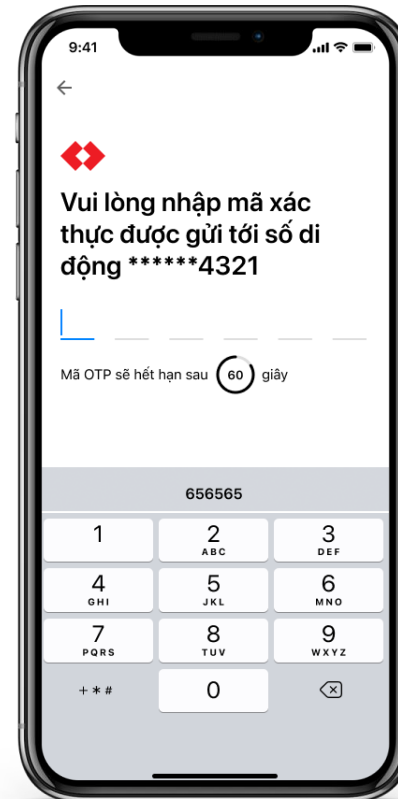 9:41
Vui lòng nhập mã xác
thực được gửi tới số di
động ******4321
Mã OTP sẽ hết hạn sau 60 giây
656565
1 2 3
ABC DEF
4 5 6
GHI JKL MNO
7 8 9
PQRS TUV WXYZ
+*# 0